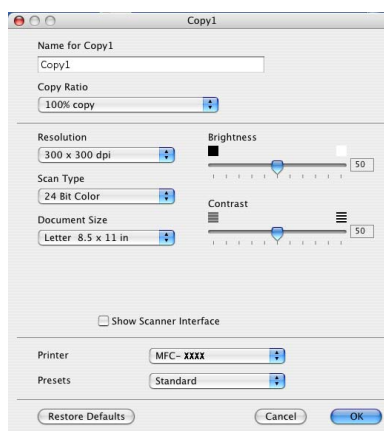 Copy1
Name for Copy1
Copy1
Copy Ratio
100% copy
Resolution
300 x 300 dpi
Scan Type
24 Bit Color
Document Size
Letter 8.5 x 11 in
Brightness
50
Contrast
50
Show Scanner Interface
Printer
MFC- XXXX
Presets
Standard
Restore Defaults
Cancel
OK